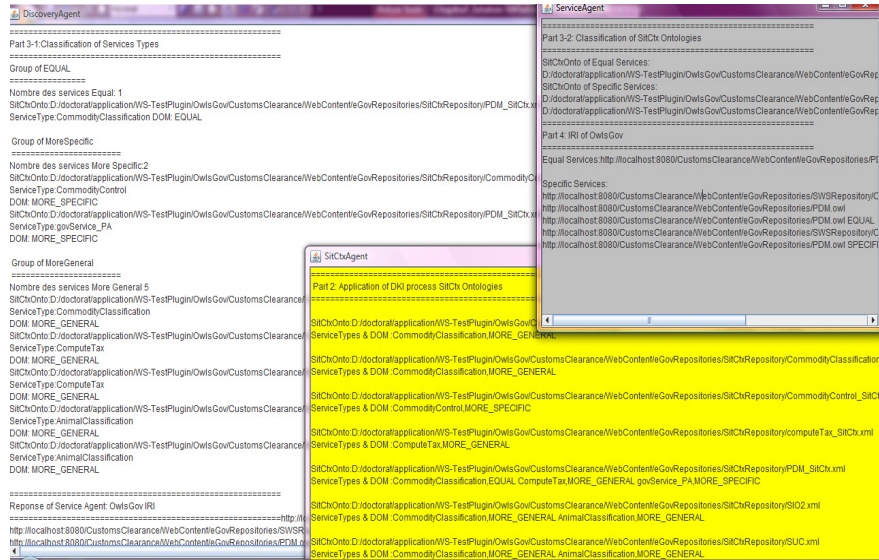 DiscoveryAgent
==============================================
Part 3-1:Classification of Services Types
==============================================
Group of EQUAL
================
Nombre des services Equal: 1
SitCtxOnto:D:/doctorat/application/WS-TestPlugin/OwlsGov/CustomsClearance/WebContent/eGovRepositories/SitCtxRepository/PDM_SitCtx.xm
ServiceType:CommodityClassification DOM: EQUAL
Group of MoreSpecific
=======================
Nombre des services More Specific:2
SitCtxOnto:D:/doctorat/application/WS-TestPlugin/OwlsGov/CustomsClearance/WebContent/eGovRepositories/SitCtxRepository/CommodityCo
ServiceType:CommodityControl
DOM: MORE_SPECIFIC
SitCtxOnto:D:/doctorat/application/WS-TestPlugin/OwlsGov/CustomsClearance/WebContent/eGovRepositories/SitCtxRepository/PDM_SitCtx.xm
ServiceType:govService_PA
DOM: MORE_SPECIFIC
Group of MoreGeneral
=======================
Nombre des services More General 5
SitCtxOnto:D:/doctorat/application/WS-TestPlugin/OwlsGov/CustomsClearance/
ServiceType:CommodityClassification
DOM: MORE_GENERAL
SitCtxOnto:D:/doctorat/application/WS-TestPlugin/OwlsGov/CustomsClearance/
ServiceType:ComputeTax
DOM: MORE_GENERAL
SitCtxOnto:D:/doctorat/application/WS-TestPlugin/OwlsGov/CustomsClearance/
ServiceType:ComputeTax
DOM: MORE_GENERAL
SitCtxOnto:D:/doctorat/application/WS-TestPlugin/OwlsGov/CustomsClearance/
ServiceType:AnimalClassification
DOM: MORE_GENERAL
SitCtxOnto:D:/doctorat/application/WS-TestPlugin/OwlsGov/CustomsClearance/
ServiceType:AnimalClassification
DOM: MORE_GENERAL
==============================================
Reponse of Service Agent: OwlsGov IRI
==============================================http://lo
http://localhost:8080/CustomsClearance/WebContent/eGovRepositories/SWSR
http://localhost:8080/CustomsClearance/WebContent/eGovRepositories/PDM.ow
ServiceAgent
==============================================
Part 3-2: Classification of SitCtx Ontologies
==============================================
SitCtxOnto of Equal Services:
D:/doctorat/application/WS-TestPlugin/OwlsGov/CustomsClearance/WebContent/eGovRep
SitCtxOnto of Specific Services:
D:/doctorat/application/WS-TestPlugin/OwlsGov/CustomsClearance/WebContent/eGovRep
D:/doctorat/application/WS-TestPlugin/OwlsGov/CustomsClearance/WebContent/eGovRep
==============================================
Part 4: IRI of OwlsGov
==============================================
Equal Services:http://localhost:8080/CustomsClearance/WebContent/eGovRepositories/PD
Specific Services:
http://localhost:8080/CustomsClearance/WebContent/eGovRepositories/SWSRepository/C
http://localhost:8080/CustomsClearance/WebContent/eGovRepositories/PDM.owl
http://localhost:8080/CustomsClearance/WebContent/eGovRepositories/PDM.owl EQUAL
http://localhost:8080/CustomsClearance/WebContent/eGovRepositories/SWSRepository/C
http://localhost:8080/CustomsClearance/WebContent/eGovRepositories/PDM.owl SPECIFI
SitCtxAgent
==============================================
Part 2: Application of DKI process SitCtx Ontologies
==============================================
SitCtxOnto:D:/doctorat/application/WS-TestPlugin/OwlsGov/C
ServiceTypes & DOM :CommodityClassification,MORE_GENERAL
SitCtxOnto:D:/doctorat/application/WS-TestPlugin/OwlsGov/CustomsClearance/WebContent/eGovRepositories/SitCtxRepository/CommodityClassification
ServiceTypes & DOM :CommodityClassification,MORE_GENERAL
SitCtxOnto:D:/doctorat/application/WS-TestPlugin/OwlsGov/CustomsClearance/WebContent/eGovRepositories/SitCtxRepository/CommodityControl_SitCt
ServiceTypes & DOM :CommodityControl,MORE_SPECIFIC
SitCtxOnto:D:/doctorat/application/WS-TestPlugin/OwlsGov/CustomsClearance/WebContent/eGovRepositories/SitCtxRepository/computeTax_SitCtx.xml
ServiceTypes & DOM :ComputeTax,MORE_GENERAL
SitCtxOnto:D:/doctorat/application/WS-TestPlugin/OwlsGov/CustomsClearance/WebContent/eGovRepositories/SitCtxRepository/PDM_SitCtx.xml
ServiceTypes & DOM :CommodityClassification,EQUAL ComputeTax,MORE_GENERAL govService_PA,MORE_SPECIFIC
SitCtxOnto:D:/doctorat/application/WS-TestPlugin/OwlsGov/CustomsClearance/WebContent/eGovRepositories/SitCtxRepository/SIO2.xml
ServiceTypes & DOM :CommodityClassification,MORE_GENERAL AnimalClassification,MORE_GENERAL
SitCtxOnto:D:/doctorat/application/WS-TestPlugin/OwlsGov/CustomsClearance/WebContent/eGovRepositories/SitCtxRepository/SUC.xml
ServiceTypes & DOM :CommodityClassification,MORE_GENERAL AnimalClassification,MORE_GENERAL